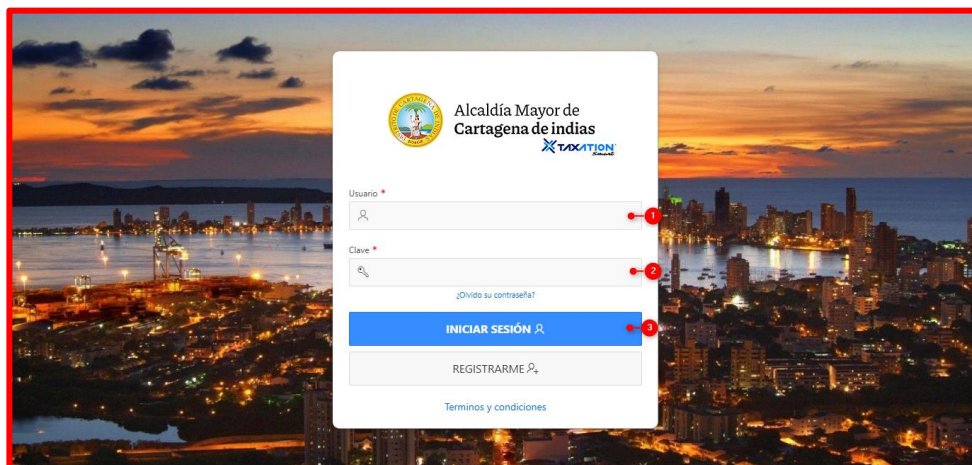 Alcaldía Mayor de
Cartagena de indias
TAXATION
Smart
Usuario *
1
Clave *
2
¿Olvido su contraseña?
INICIAR SESIÓN
3
REGISTRARME
Terminos y condiciones